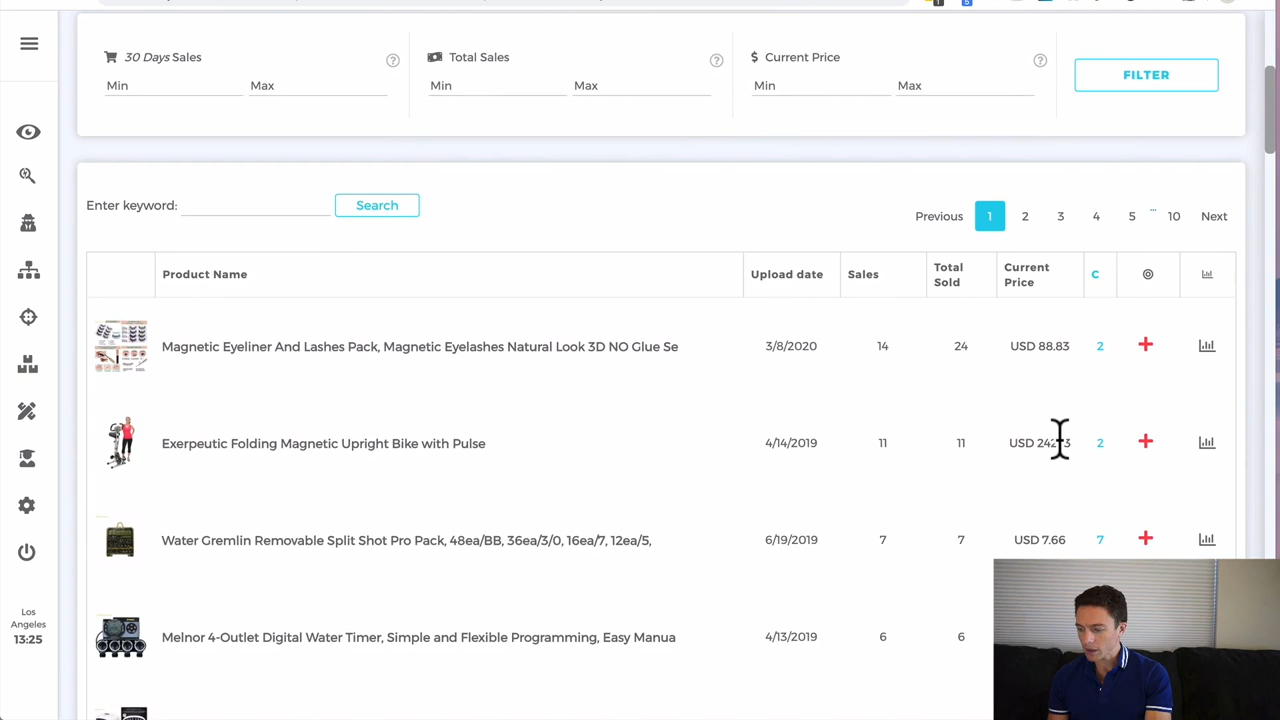 30 Days Sales
Total Sales
$ Current Price
Min
Max
Min
Max
Min
Max
FILTER
Enter keyword:
Search
Previous
1
2
3
4
5
...
10
Next
Product Name
Upload date
Sales
Total Sold
Current Price
C
Magnetic Eyeliner And Lashes Pack, Magnetic Eyelashes Natural Look 3D NO Glue Se
3/8/2020
14
24
USD 88.83
2
Exerpeutic Folding Magnetic Upright Bike with Pulse
4/14/2019
11
11
USD
2
Water Gremlin Removable Split Shot Pro Pack, 48ea/BB, 36ea/3/0, 16ea/7, 12ea/5,
6/19/2019
7
7
USD 7.66
7
Melnor 4-Outlet Digital Water Timer, Simple and Flexible Programming, Easy Manua
4/13/2019
6
6
Los
Angeles
13:25